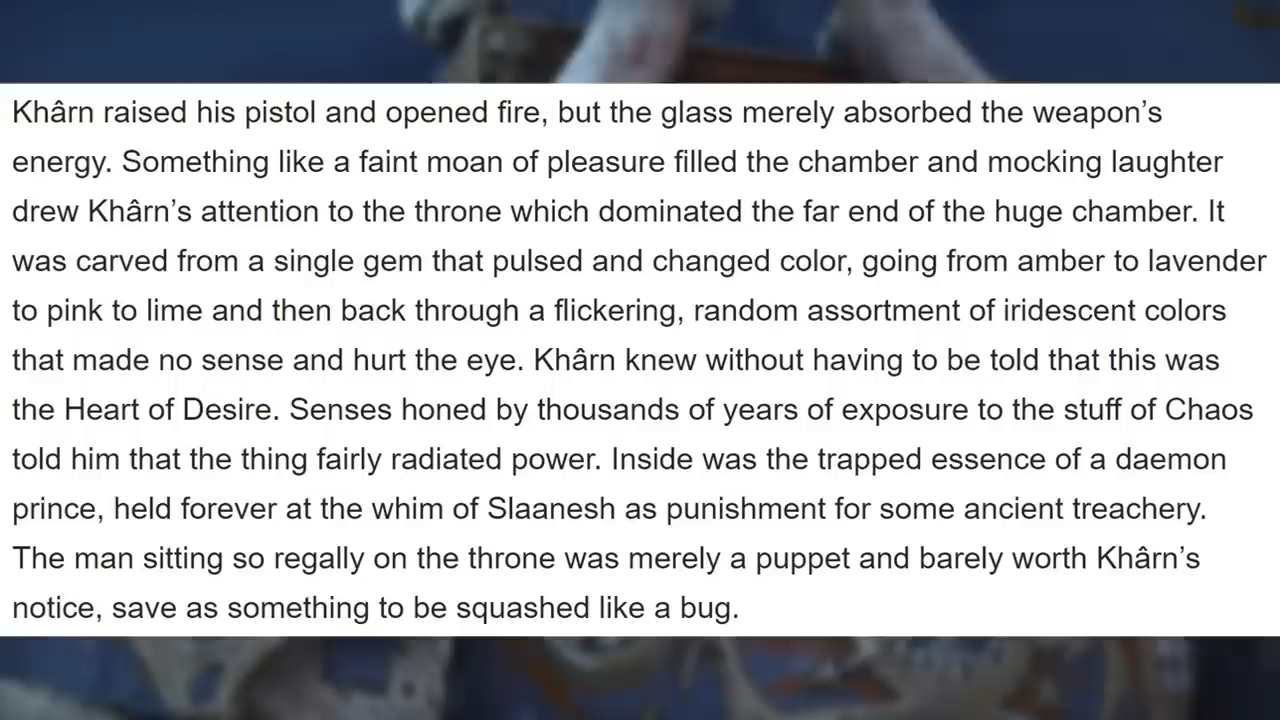 Khârn raised his pistol and opened fire, but the glass merely absorbed the weapon’s
energy. Something like a faint moan of pleasure filled the chamber and mocking laughter
drew Khârn’s attention to the throne which dominated the far end of the huge chamber. It
was carved from a single gem that pulsed and changed color, going from amber to lavender
to pink to lime and then back through a flickering, random assortment of iridescent colors
that made no sense and hurt the eye. Khârn knew without having to be told that this was
the Heart of Desire. Senses honed by thousands of years of exposure to the stuff of Chaos
told him that the thing fairly radiated power. Inside was the trapped essence of a daemon
prince, held forever at the whim of Slaanesh as punishment for some ancient treachery.
The man sitting so regally on the throne was merely a puppet and barely worth Khârn’s
notice, save as something to be squashed like a bug.